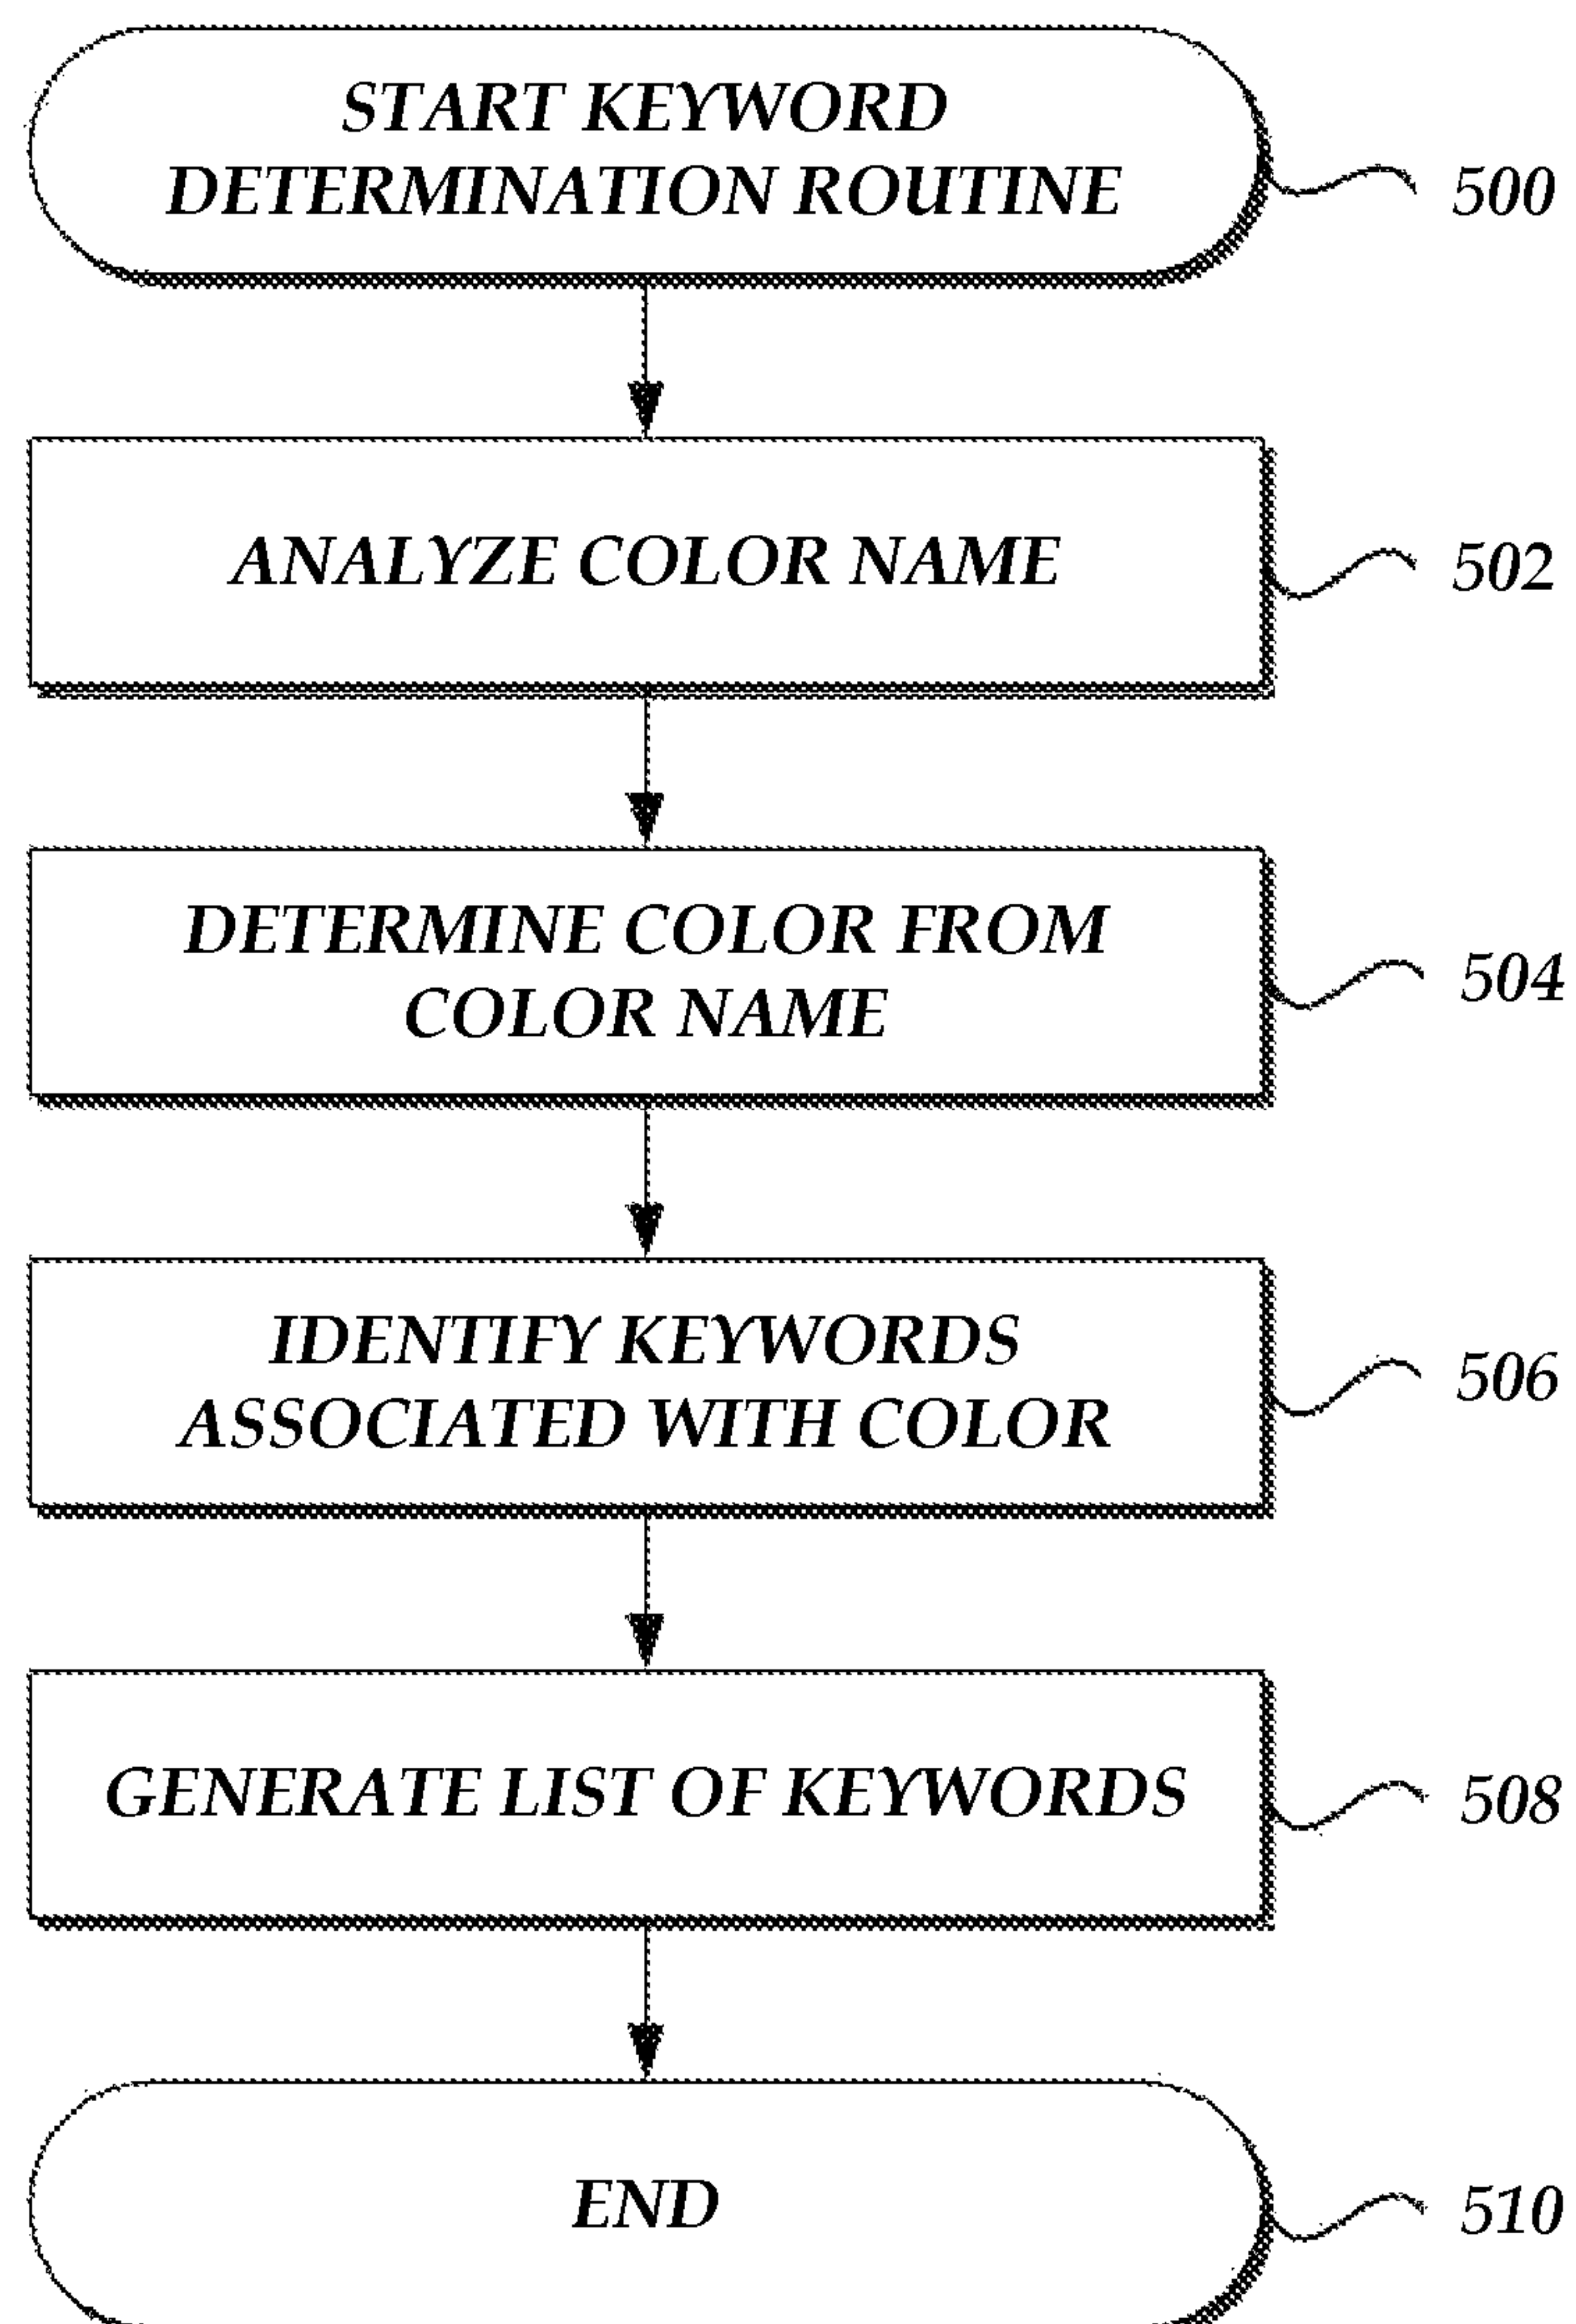 START KEYWORD
DETERMINATION ROUTINE
500
ANALYZE COLOR NAME
502
DETERMINE COLOR FROM
COLOR NAME
504
IDENTIFY KEYWORDS
ASSOCIATED WITH COLOR
506
GENERATE LIST OF KEYWORDS
508
END
510